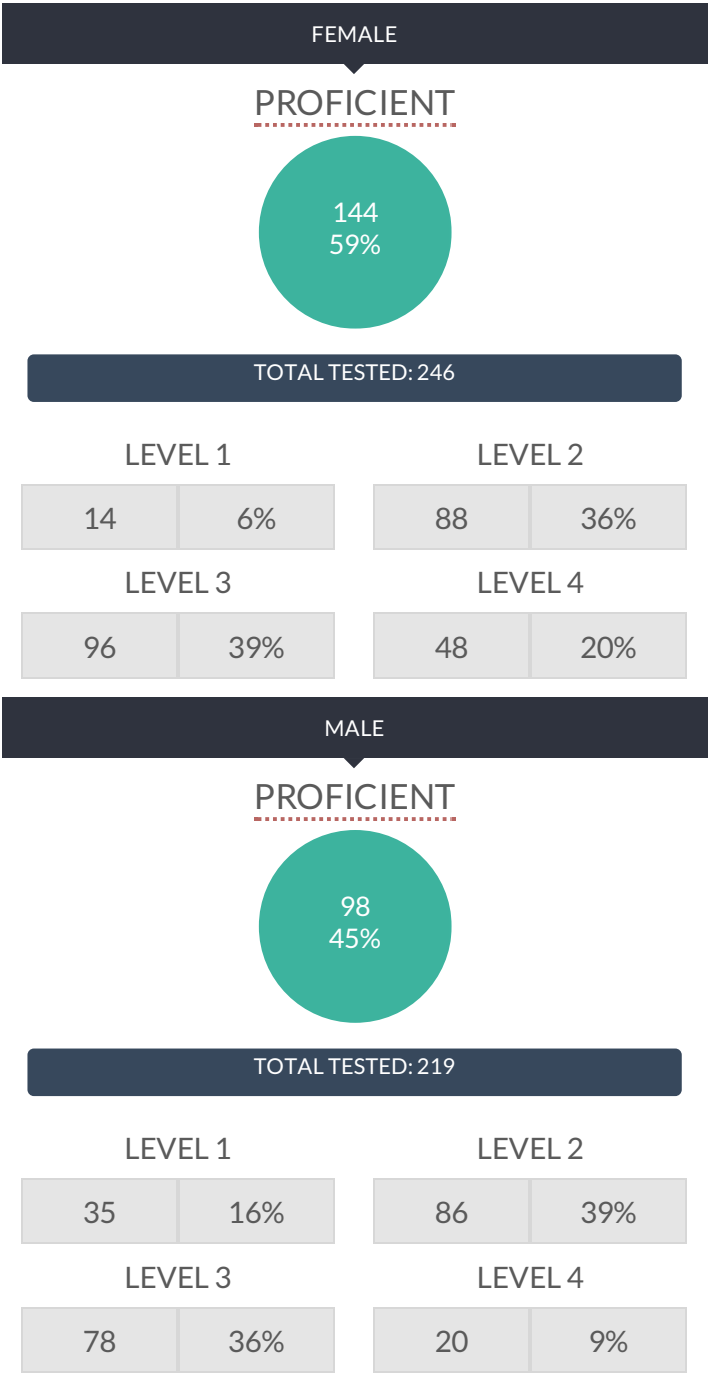 FEMALE
PROFICIENT
144
59%
TOTAL TESTED: 246
LEVEL 1 LEVEL 2
14 6% 88 36%
LEVEL 3 LEVEL 4
96 39% 48 20%
MALE
PROFICIENT
98
45%
TOTAL TESTED: 219
LEVEL 1 LEVEL 2
35 16% 86 39%
LEVEL 3 LEVEL 4
78 36% 20 9%